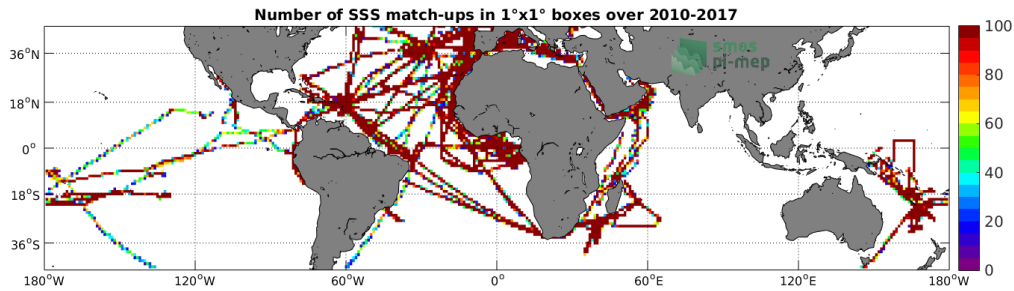 Number of SSS match-ups in 1°x1° boxes over 2010-2017
smos
pi-mep
36°N
18°N
0°
18°S
36°S
180°W
120°W
60°W
0°
60°E
120°E
180°W
100
80
60
40
20
0